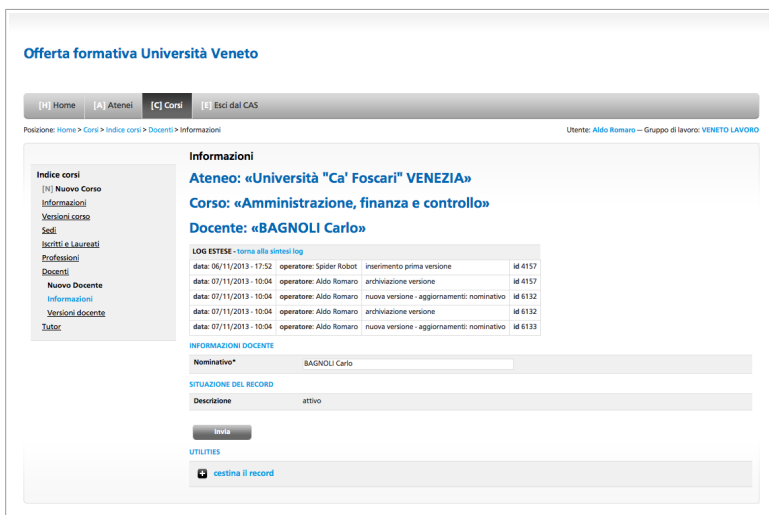 Offerta formativa Università Veneto
[H] Home [A] Atenei [C] Corsi [E] Esci dal CAS
Posizione: Home > Corsi > Indice corsi > Docenti > Informazioni Utente: Aldo Romaro -- Gruppo di lavoro: VENETO LAVORO
Indice corsi
[N] Nuovo Corso
Informazioni
Versioni corso
Sedi
Iscritti e Laureati
Professioni
Docenti
Nuovo Docente
Informazioni
Versioni docente
Tutor
Informazioni
Ateneo: «Università "Ca' Foscari" VENEZIA»
Corso: «Amministrazione, finanza e controllo»
Docente: «BAGNOLI Carlo»
LOG ESTESE - torna alla sintesi log
data: 06/11/2013 - 17:52 operatore: Spider Robot inserimento prima versione id 4157
data: 07/11/2013 - 10:04 operatore: Aldo Romaro archiviazione versione id 4157
data: 07/11/2013 - 10:04 operatore: Aldo Romaro nuova versione - aggiornamenti: nominativo id 6132
data: 07/11/2013 - 10:04 operatore: Aldo Romaro archiviazione versione id 6132
data: 07/11/2013 - 10:04 operatore: Aldo Romaro nuova versione - aggiornamenti: nominativo id 6133
INFORMAZIONI DOCENTE
Nominativo* BAGNOLI Carlo
SITUAZIONE DEL RECORD
Descrizione attivo
Invia
UTILITIES
cestina il record